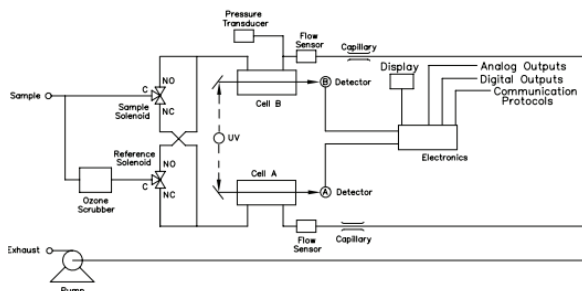 Pressure
Transducer
Flow
Sensor
Capillary
Display
Analog Outputs
Digital Outputs
Communication
Protocols
Sample
C
NO
NC
Sample
Solenoid
Cell B
B
Detector
UV
Electronics
Reference
Solenoid
NO
C
NC
Ozone
Scrubber
Cell A
A
Detector
Flow
Sensor
Capillary
Exhaust
Pump